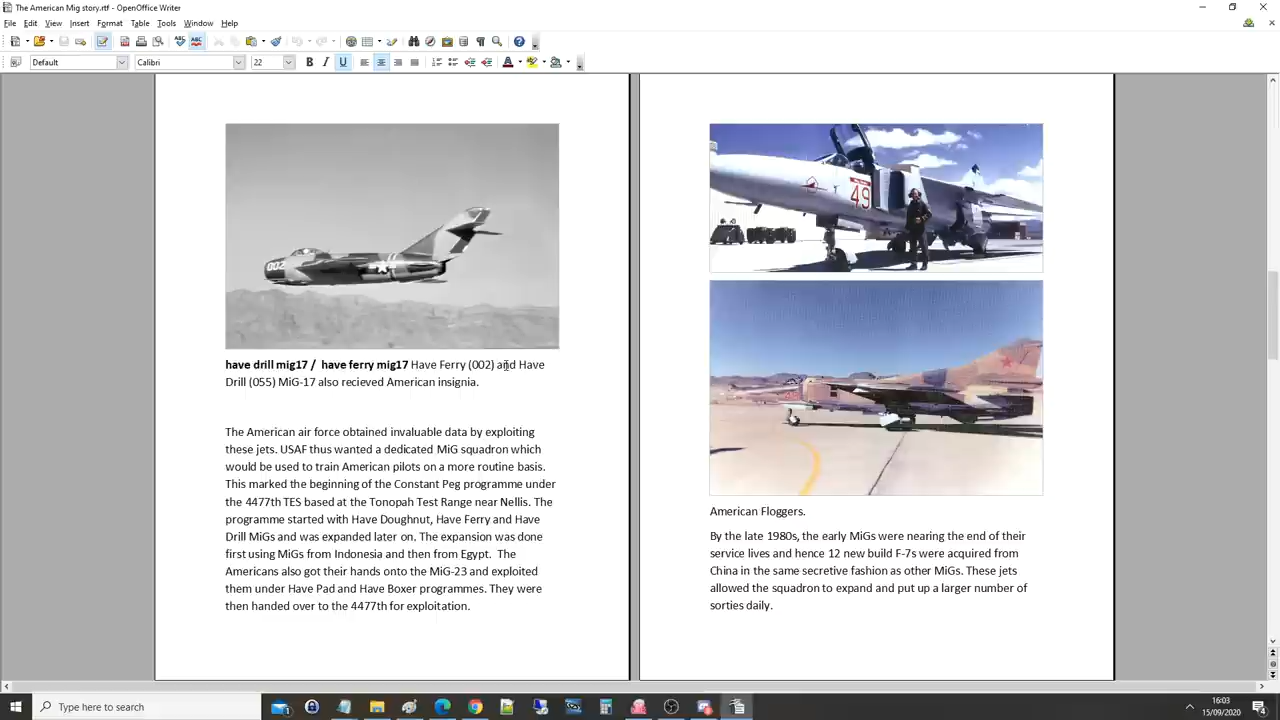 The American Mig story.rtf - OpenOffice Writer
File Edit View Insert Format Table Tools Window Help
Default Calibri 22
002
49
have drill mig17 /  have ferry mig17 Have Ferry (002) and Have
Drill (055) MiG-17 also recieved American insignia.
The American air force obtained invaluable data by exploiting
these jets. USAF thus wanted a dedicated MiG squadron which
would be used to train American pilots on a more routine basis.
This marked the beginning of the Constant Peg programme under
the 4477th TES based at the Tonopah Test Range near Nellis. The
programme started with Have Doughnut, Have Ferry and Have
Drill MiGs and was expanded later on. The expansion was done
first using MiGs from Indonesia and then from Egypt.  The
Americans also got their hands onto the MiG-23 and exploited
them under Have Pad and Have Boxer programmes. They were
then handed over to the 4477th for exploitation.
American Floggers.
By the late 1980s, the early MiGs were nearing the end of their
service lives and hence 12 new build F-7s were acquired from
China in the same secretive fashion as other MiGs. These jets
allowed the squadron to expand and put up a larger number of
sorties daily.
Type here to search
16:03
15/09/2020